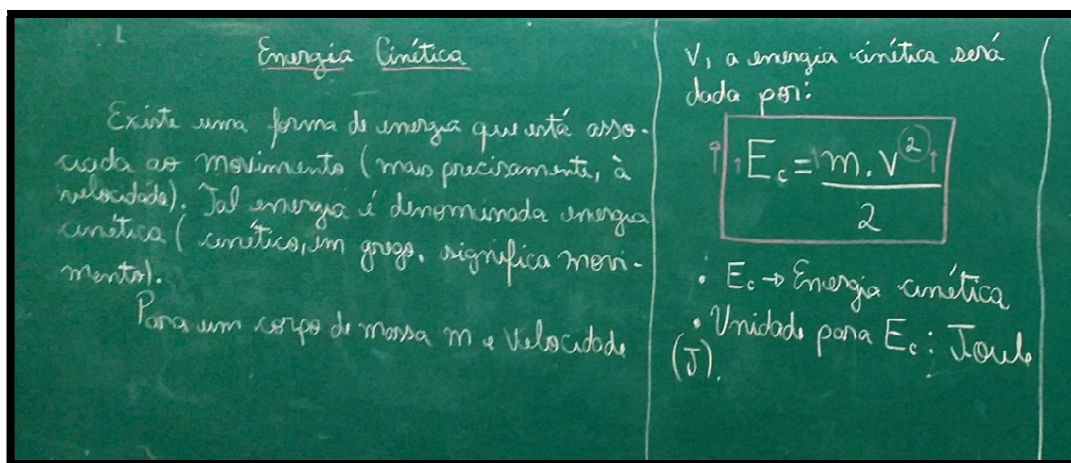 Energia Cinética
Existe uma forma de energia que está asso-
ciada ao movimento (mais precisamente, à
velocidade). Tal energia é denominada energia
cinética (cinético, em grego, significa movi-
mento).
Para um corpo de massa m e velocidade
V, a energia cinética será
dada por:
↑ ↑ E_c = ↑ m . V² ↑
2
• Ec → Energia cinética
• Unidade para Ec : Joule
(J).